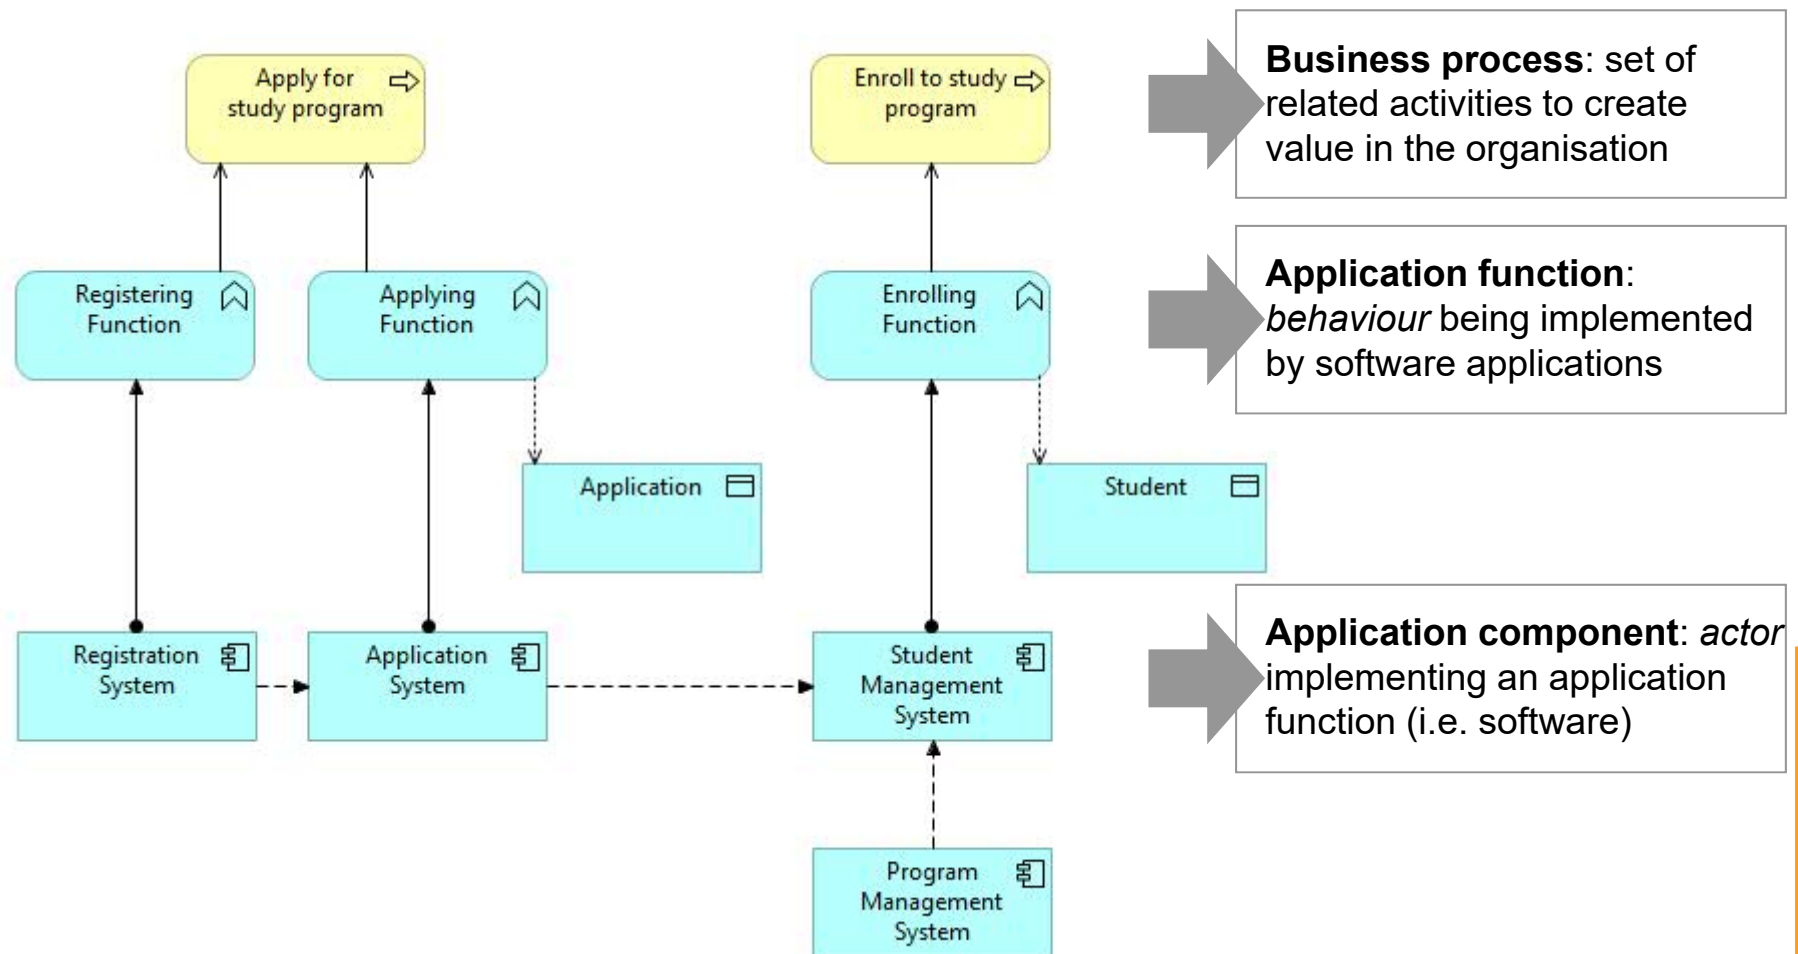 Apply for
study program
Enroll to study
program
Business process: set of
related activities to create
value in the organisation
Registering
Function
Applying
Function
Enrolling
Function
Application function:
behaviour being implemented
by software applications
Application
Student
Registration
System
Application
System
Student
Management
System
Application component: actor
implementing an application
function (i.e. software)
Program
Management
System